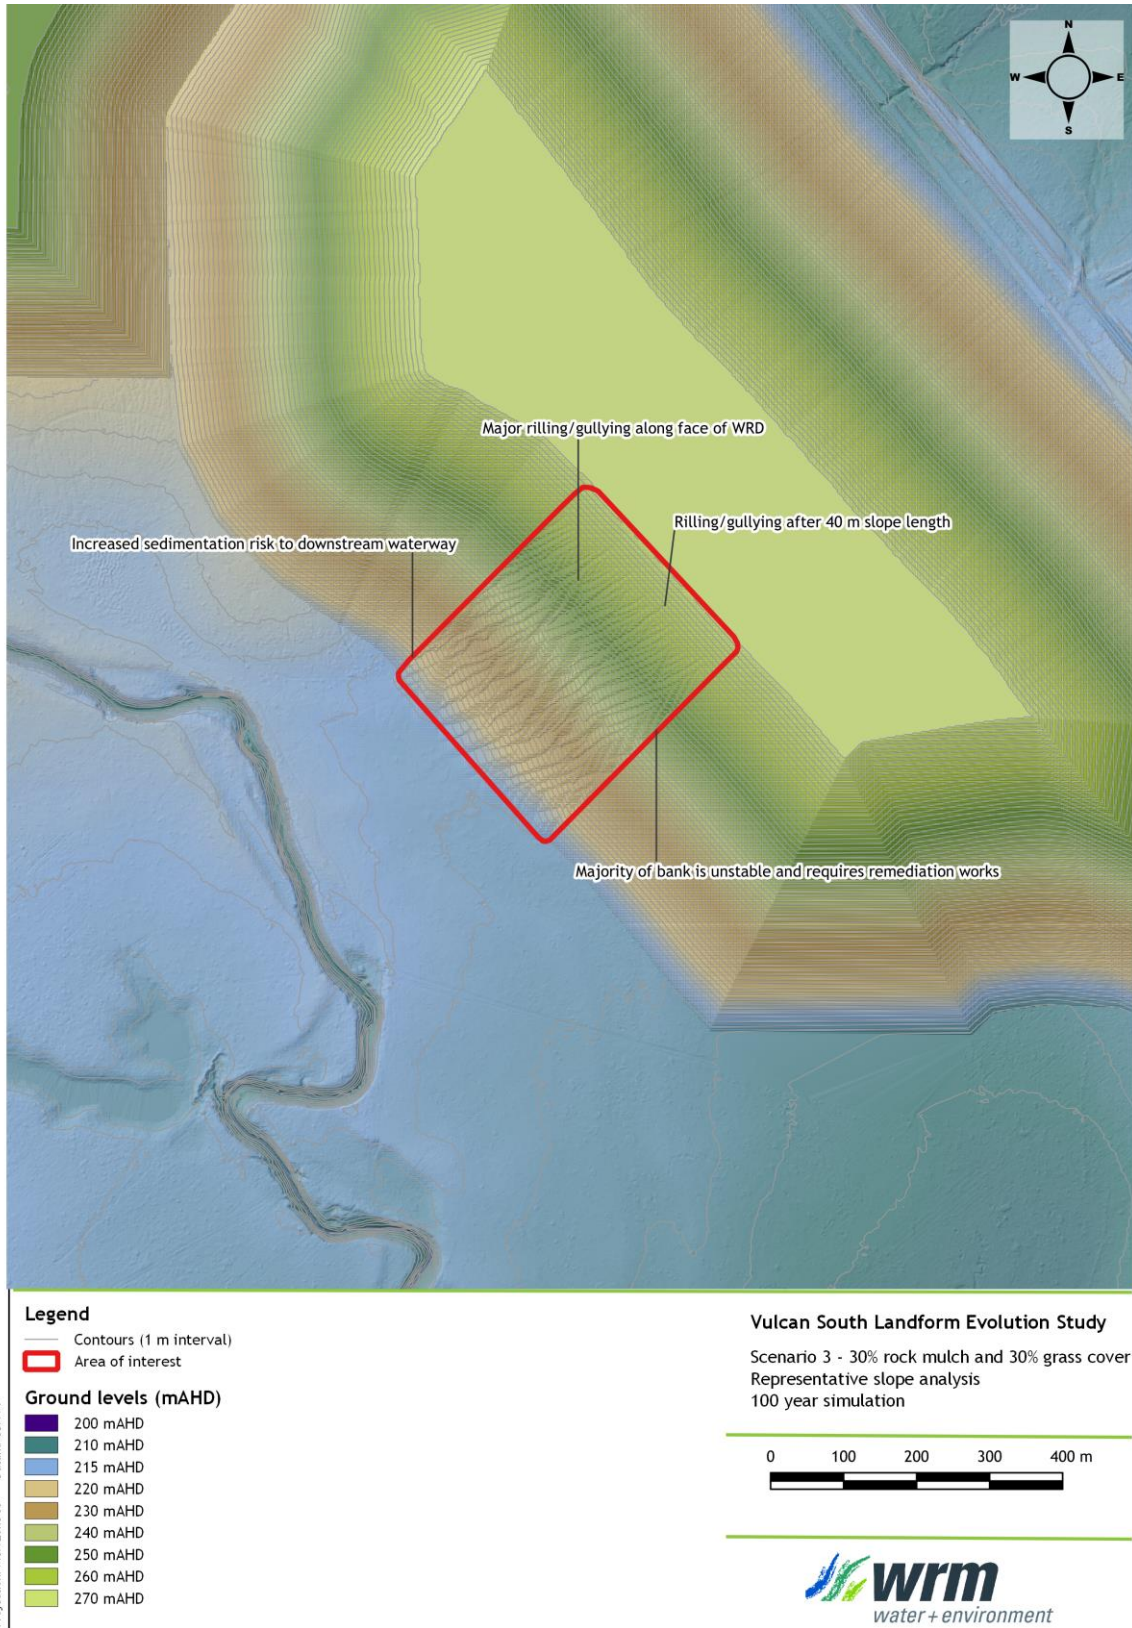 N
W E
S
Major rilling/gullying along face of WRD
Rilling/gullying after 40 m slope length
Increased sedimentation risk to downstream waterway
Majority of bank is unstable and requires remediation works
Legend
Contours (1 m interval)
Area of interest
Ground levels (mAHD)
200 mAHD
210 mAHD
215 mAHD
220 mAHD
230 mAHD
240 mAHD
250 mAHD
260 mAHD
270 mAHD
Vulcan South Landform Evolution Study
Scenario 3 - 30% rock mulch and 30% grass cover
Representative slope analysis
100 year simulation
0 100 200 300 400 m
wrm
water + environment